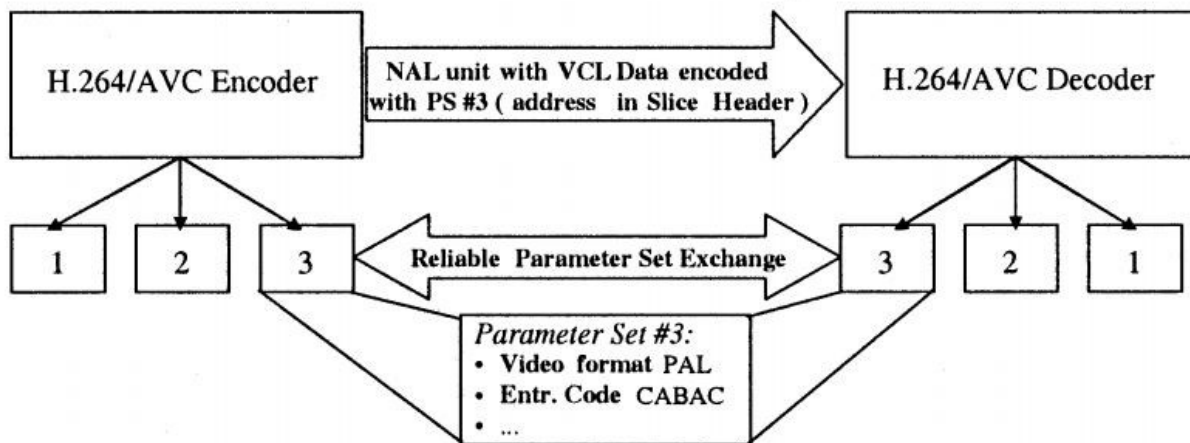 H.264/AVC Encoder
NAL unit with VCL Data encoded
with PS #3 ( address in Slice Header )
H.264/AVC Decoder
1
2
3
Reliable Parameter Set Exchange
3
2
1
Parameter Set #3:
• Video format PAL
• Entr. Code CABAC
• ...